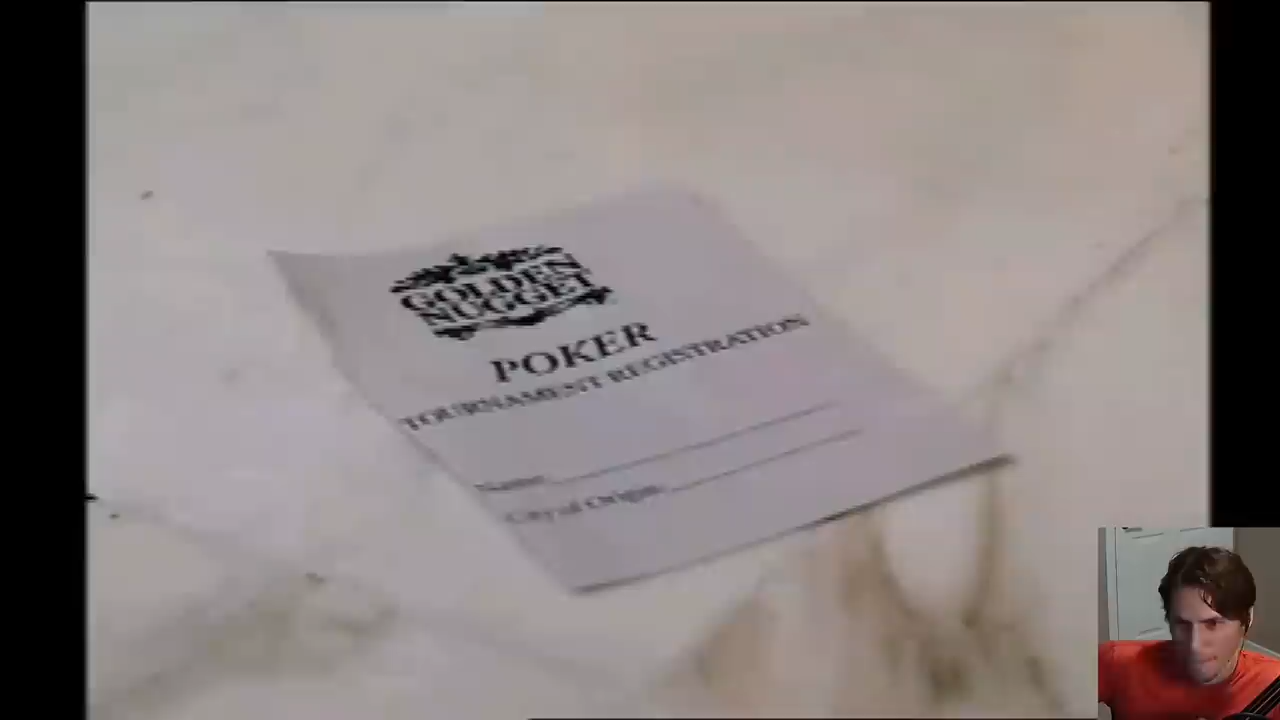 GOLDEN
NUGGET
POKER
TOURNAMENT REGISTRATION
Name:
City of Origin: